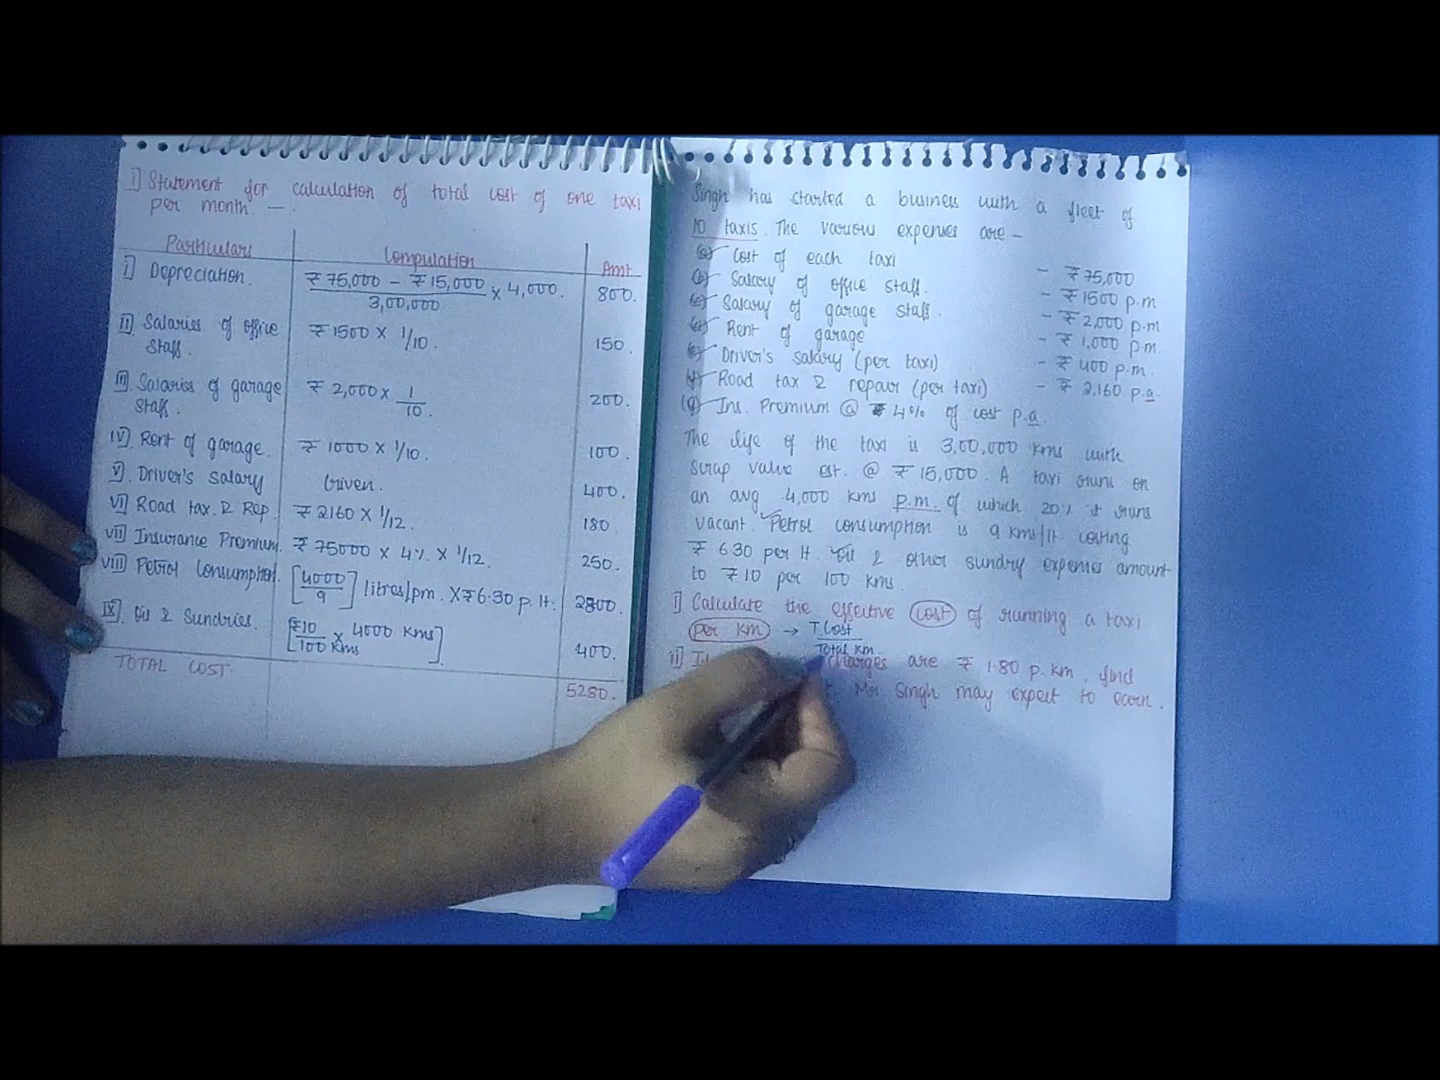 I] Statement for calculation of total cost of one taxi
per month. —
Particulars Computation Amt
I] Depreciation. ₹ 75,000 - ₹ 15,000 × 4,000. 800.
3,00,000
II] Salaries of office ₹ 1500 × 1/10. 150.
staff.
III] Salaries of garage ₹ 2,000 × 1 200.
staff. 10.
IV] Rent of garage. ₹ 1000 × 1/10. 100.
V] Driver's Salary Given. 400.
VI] Road tax. & Rep ₹ 2160 × 1/12. 180
VII] Insurance Premium. ₹ 75000 × 4% × 1/12. 250.
VIII] Petrol Consumption. [4000 / 9] litres/pm. × ₹ 6.30 p. lt. 2800.
IX] Oil & Sundries. [₹10 / 100 kms × 4000 kms] 400.
TOTAL COST 5280.
Singh has started a business with a fleet of
10 taxis. The various expenses are -
(a) Cost of each taxi - ₹ 75,000
(b) Salary of office staff. - ₹ 1500 p.m
(c) Salary of garage staff. - ₹ 2,000 p.m
(d) Rent of garage - ₹ 1,000 p.m.
(e) Driver's salary (per taxi) - ₹ 400 p.m.
(f) Road tax & repair (per taxi) - ₹ 2,160 p.a.
(g) Ins. Premium @ 4% of cost p.a.
The life of the taxi is 3,00,000 kms with
scrap value est. @ ₹ 15,000. A taxi runs on
an avg 4,000 kms p.m. of which 20% it runs
vacant. Petrol consumption is 9 km/lt. costing
₹ 6.30 per lt. Oil & other sundry expenses amount
to ₹ 10 per 100 kms.
I] Calculate the effective cost of running a taxi
per km → T. Cost
Total km.
II] charges are ₹ 1.80 p. km, find
Mr Singh may expect to earn.